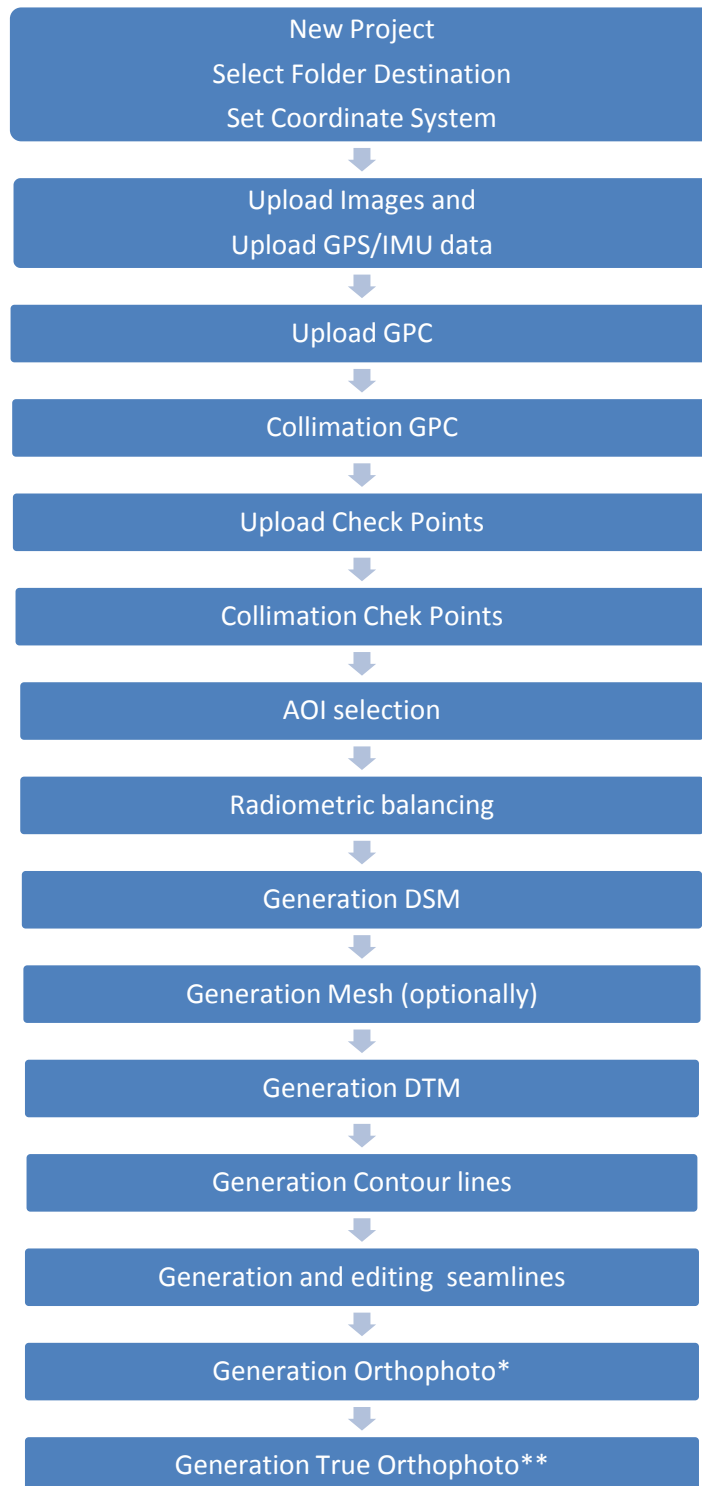 New Project
Select Folder Destination
Set Coordinate System
Upload Images and
Upload GPS/IMU data
Upload GPC
Collimation GPC
Upload Check Points
Collimation Chek Points
AOI selection
Radiometric balancing
Generation DSM
Generation Mesh (optionally)
Generation DTM
Generation Contour lines
Generation and editing  seamlines
Generation Orthophoto*
Generation True Orthophoto**